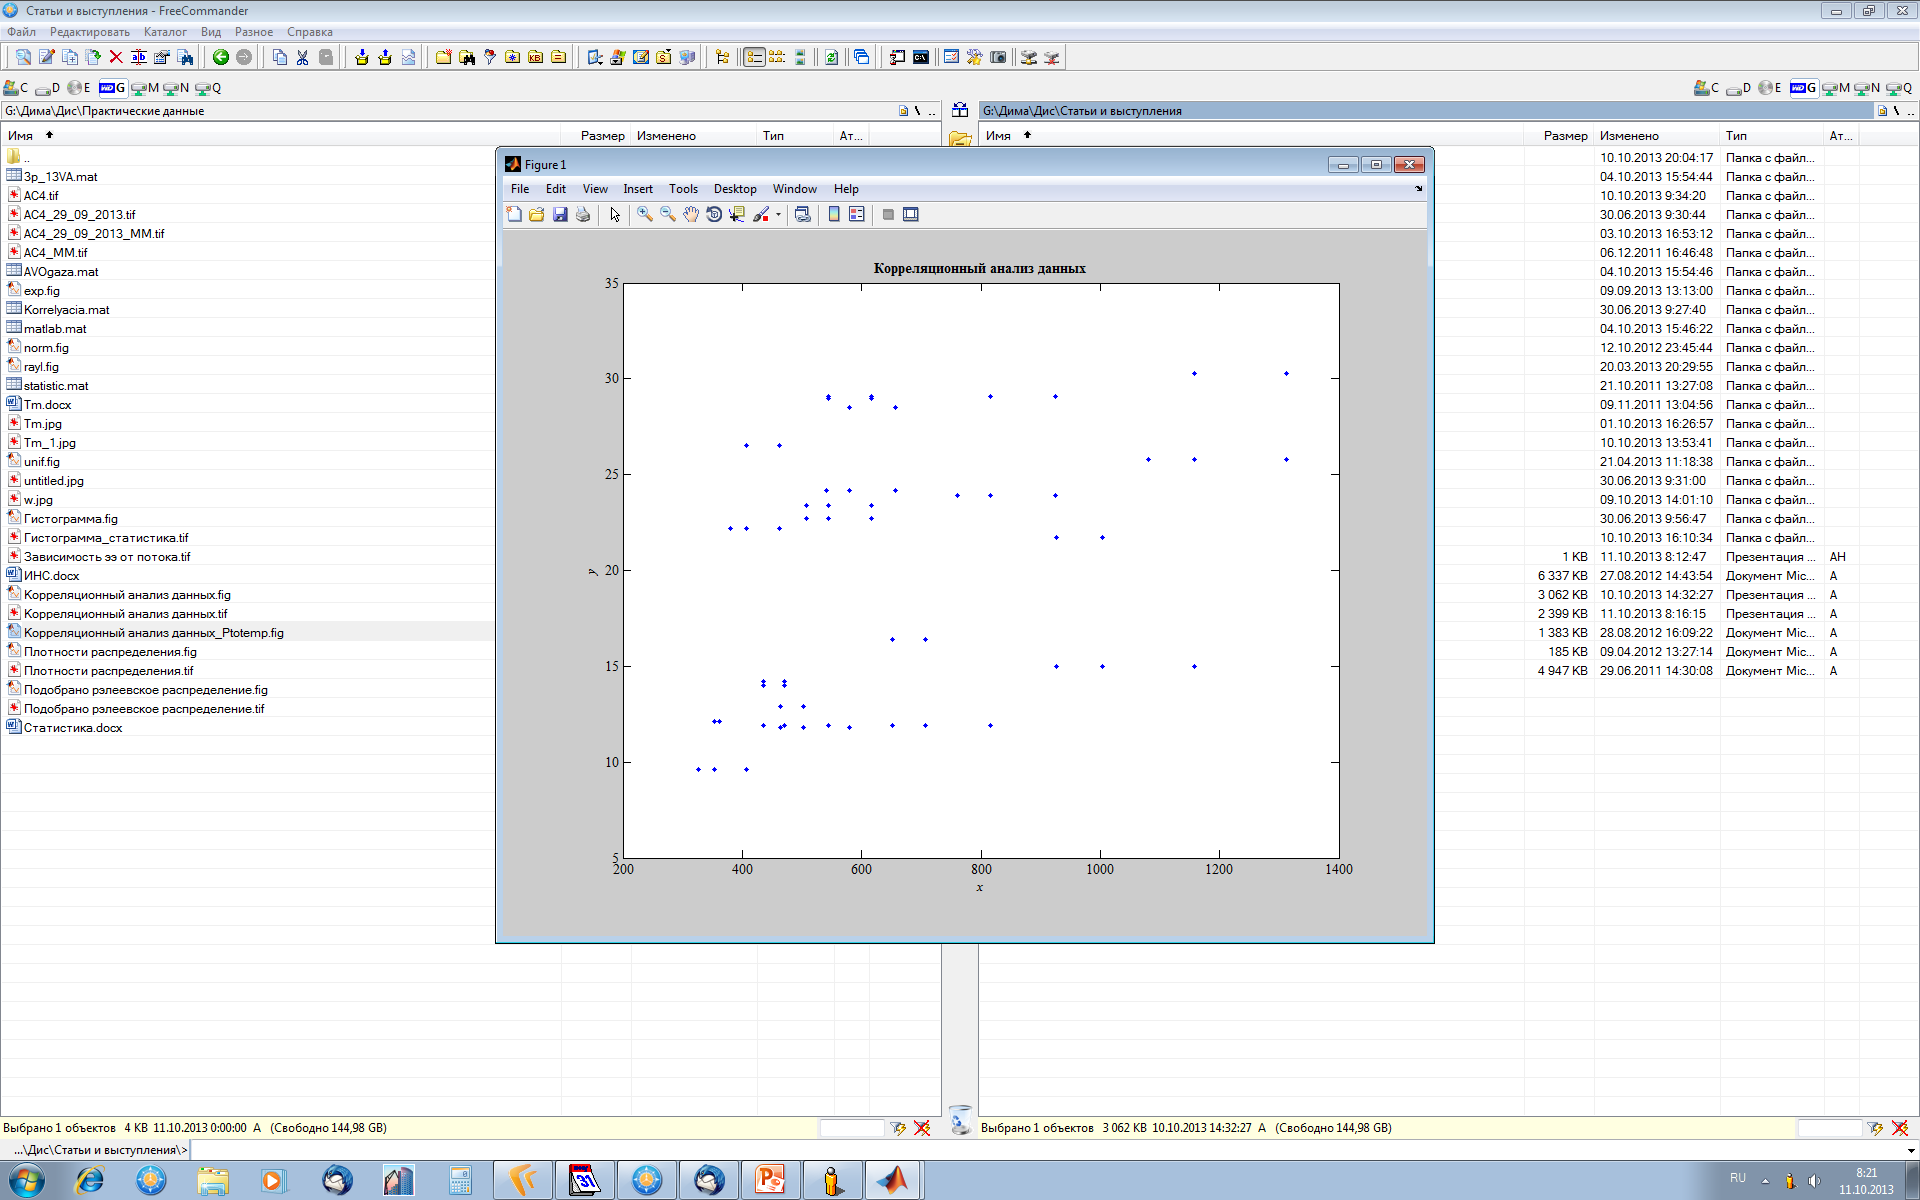 Статьи и выступления - FreeCommander
Файл Редактировать Каталог Вид Разное Справка
C D E G M N Q
C D E G M N Q
G:\Дима\Дис\Практические данные
G:\Дима\Дис\Статьи и выступления
Имя Размер Изменено Тип Ат...
Имя Размер Изменено Тип Ат...
..
3p_13VA.mat
AC4.tif
AC4_29_09_2013.tif
AC4_29_09_2013_MM.tif
AC4_MM.tif
AVOgaza.mat
exp.fig
Korrelyacia.mat
matlab.mat
norm.fig
rayl.fig
statistic.mat
Tm.docx
Tm.jpg
Tm_1.jpg
unif.fig
untitled.jpg
w.jpg
Гистограмма.fig
Гистограмма_статистика.tif
Зависимость ээ от потока.tif
ИНС.docx
Корреляционный анализ данных.fig
Корреляционный анализ данных.tif
Корреляционный анализ данных_Ptotemp.fig
Плотности распределения.fig
Плотности распределения.tif
Подобрано рэлеевское распределение.fig
Подобрано рэлеевское распределение.tif
Статистика.docx
Figure 1
File Edit View Insert Tools Desktop Window Help
Корреляционный анализ данных
35
30
25
20
15
10
5
y
200 400 600 800 1000 1200 1400
x
10.10.2013 20:04:17 Папка с файл...
04.10.2013 15:54:44 Папка с файл...
10.10.2013 9:34:20 Папка с файл...
30.06.2013 9:30:44 Папка с файл...
03.10.2013 16:53:12 Папка с файл...
06.12.2011 16:46:48 Папка с файл...
04.10.2013 15:54:46 Папка с файл...
09.09.2013 13:13:00 Папка с файл...
30.06.2013 9:27:40 Папка с файл...
04.10.2013 15:46:22 Папка с файл...
12.10.2012 23:45:44 Папка с файл...
20.03.2013 20:29:55 Папка с файл...
21.10.2011 13:27:08 Папка с файл...
09.11.2011 13:04:56 Папка с файл...
01.10.2013 16:26:57 Папка с файл...
10.10.2013 13:53:41 Папка с файл...
21.04.2013 11:18:38 Папка с файл...
30.06.2013 9:31:00 Папка с файл...
09.10.2013 14:01:10 Папка с файл...
30.06.2013 9:56:47 Папка с файл...
10.10.2013 16:10:34 Папка с файл...
1 KB 11.10.2013 8:12:47 Презентация ... AH
6 337 KB 27.08.2012 14:43:54 Документ Mic... A
3 062 KB 10.10.2013 14:32:27 Презентация ... A
2 399 KB 11.10.2013 8:16:15 Презентация ... A
1 383 KB 28.08.2012 16:09:22 Документ Mic... A
185 KB 09.04.2012 13:27:14 Документ Mic... A
4 947 KB 29.06.2011 14:30:08 Документ Mic... A
Выбрано 1 объектов 4 KB 11.10.2013 0:00:00 A (Свободно 144,98 GB)
Выбрано 1 объектов 3 062 KB 10.10.2013 14:32:27 A (Свободно 144,98 GB)
...\Дис\Статьи и выступления\>
RU
8:21
11.10.2013